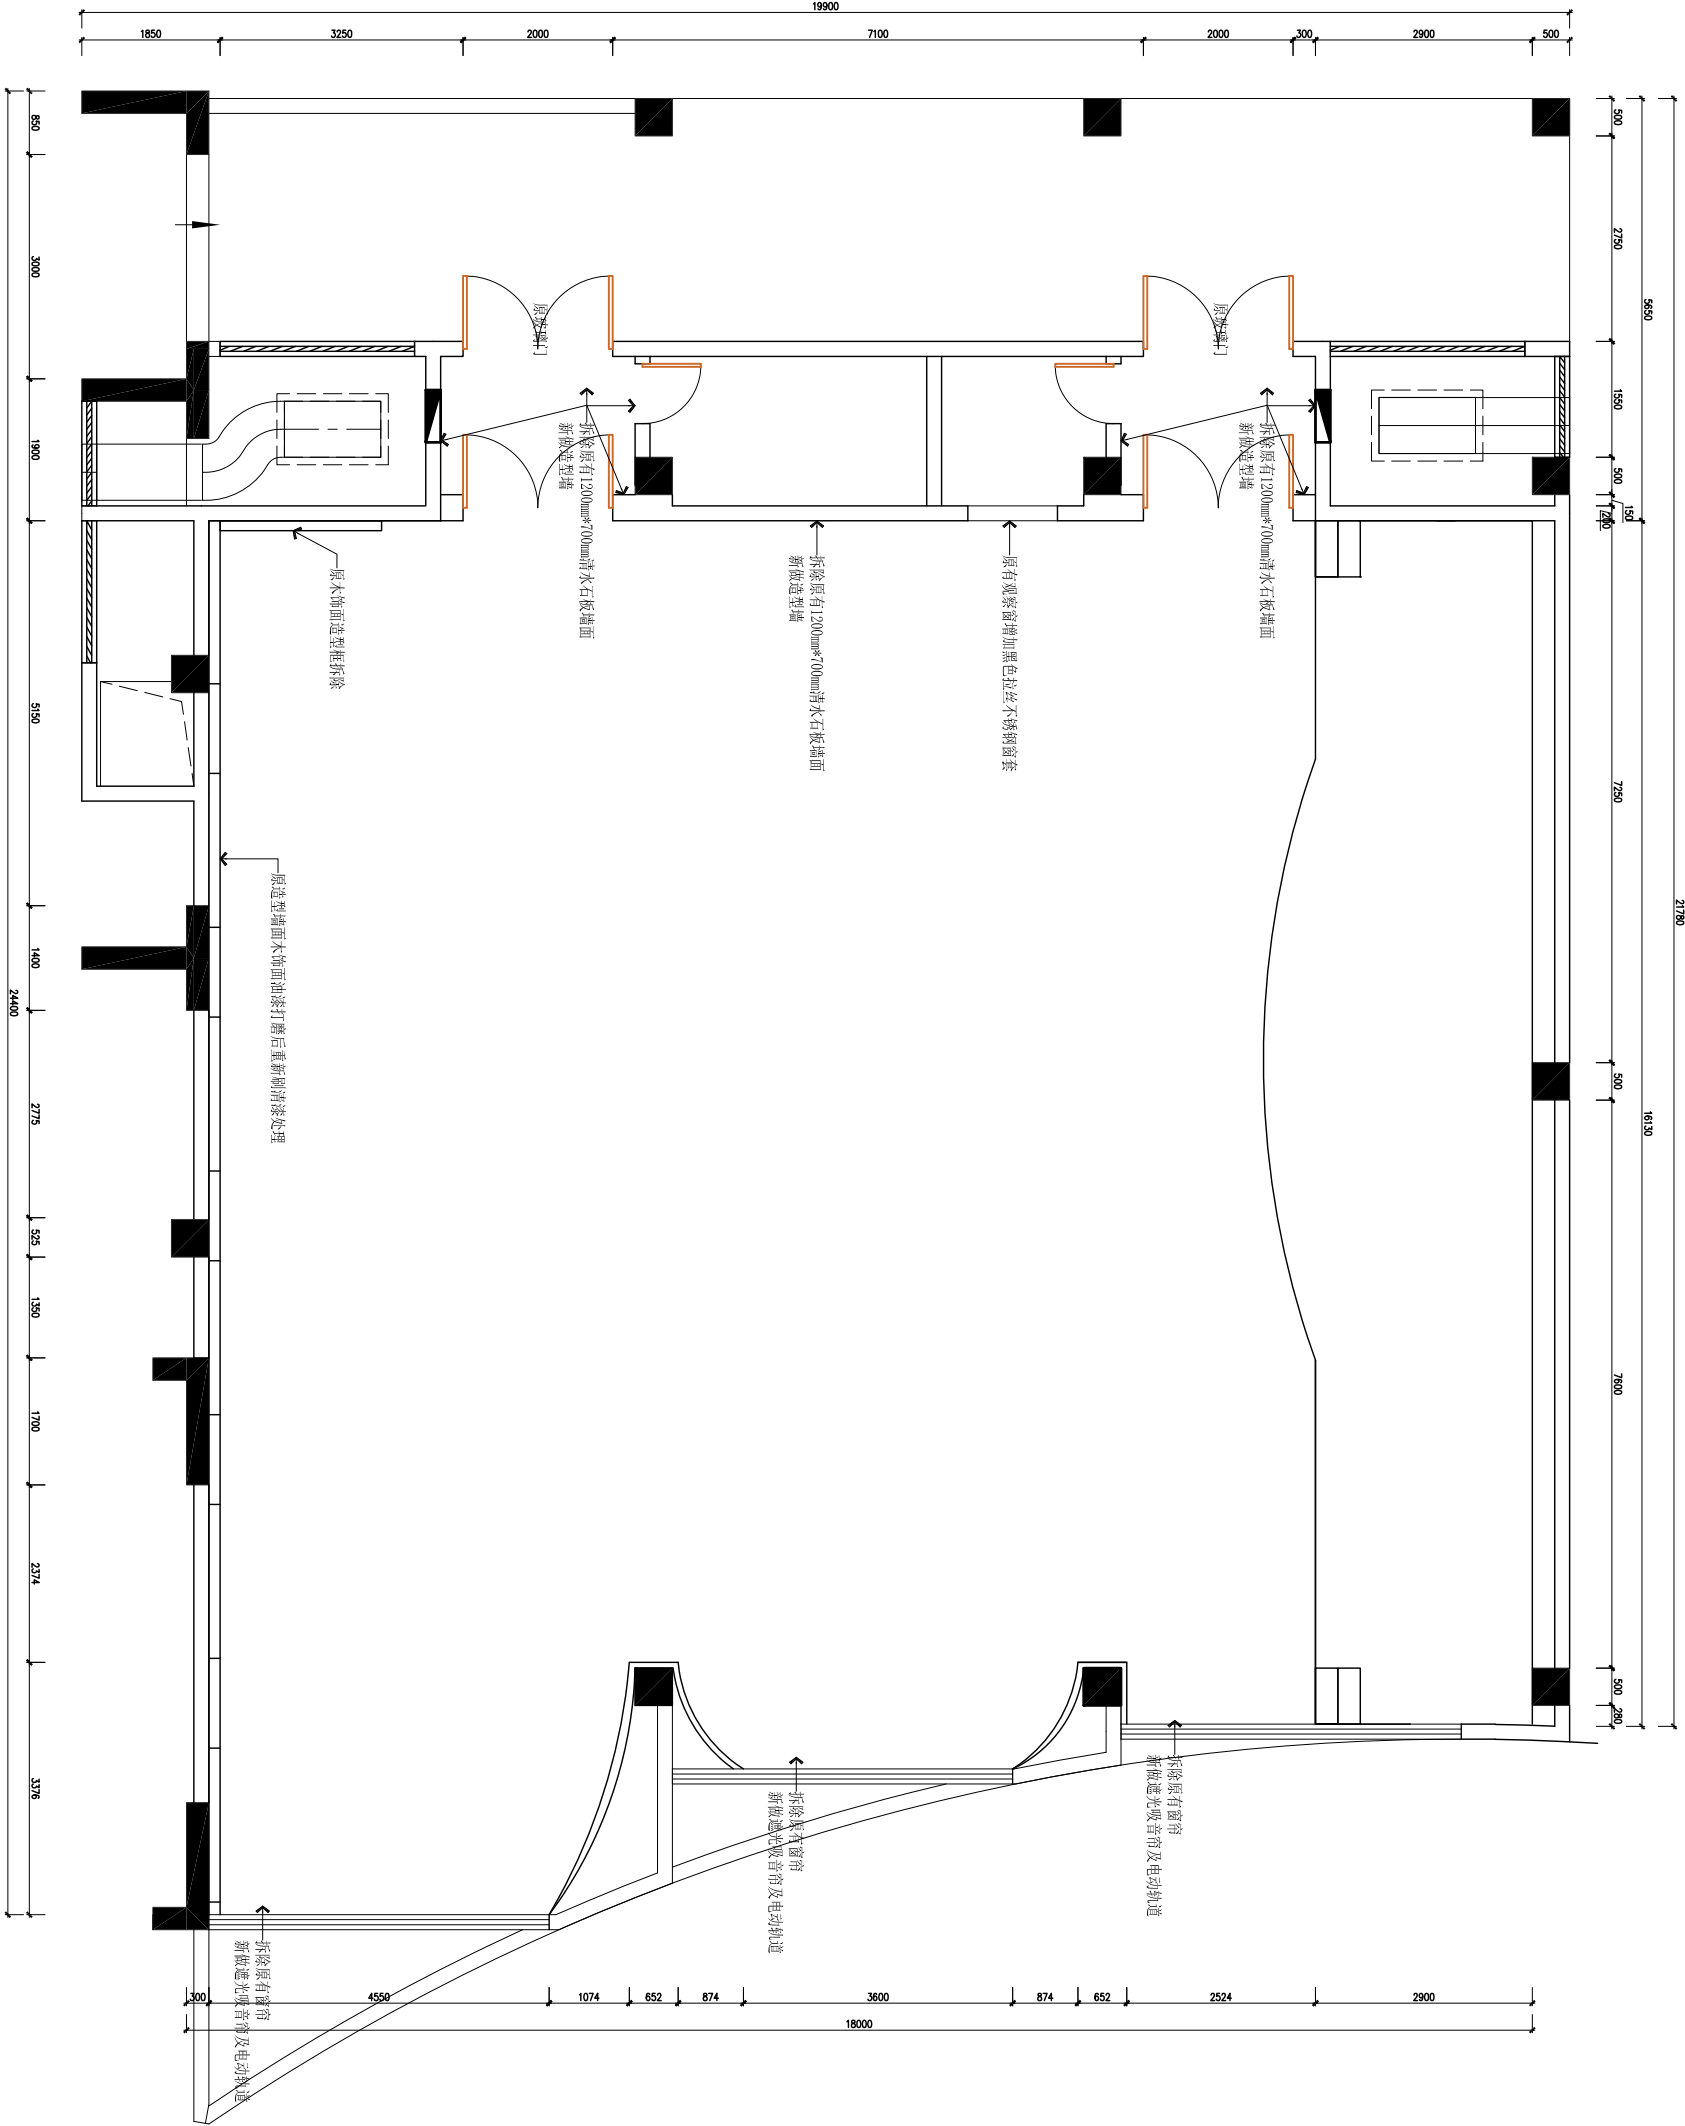 19900
1850
3250
2000
7100
2000
300
2900
500
850
3000
1900
5150
1400
2775
525
1350
1700
2374
3376
24400
500
2750
1550
500
150
200
7250
500
7600
500
280
5650
16130
21780
原玻璃门
原玻璃门
拆除原有1200mm*700mm清水石板墙面
新做造型墙
拆除原有1200mm*700mm清水石板墙面
新做造型墙
拆除原有1200mm*700mm清水石板墙面
新做造型墙
原有观察窗增加黑色拉丝不锈钢窗套
原木饰面造型框拆除
原造型墙面木饰面油漆打磨后重新刷清漆处理
拆除原有窗帘
新做遮光吸音帘及电动轨道
拆除原有窗帘
新做遮光吸音帘及电动轨道
拆除原有窗帘
新做遮光吸音帘及电动轨道
300
4550
1074
652
874
3600
874
652
2524
2900
18000